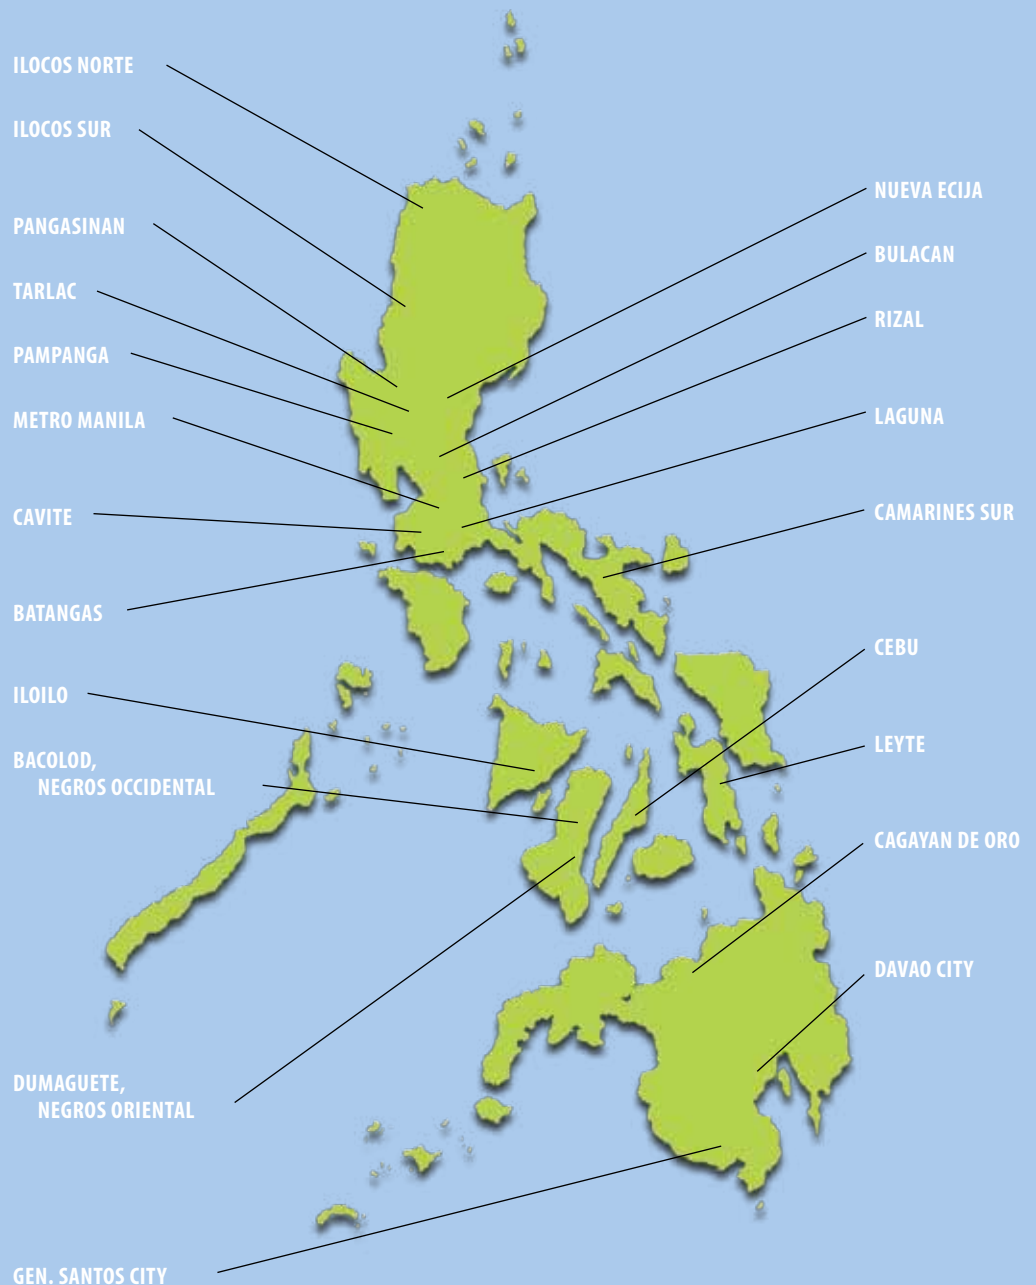 ILOCOS NORTE
ILOCOS SUR
PANGASINAN
TARLAC
PAMPANGA
METRO MANILA
CAVITE
BATANGAS
ILOILO
BACOLOD,
NEGROS OCCIDENTAL
DUMAGUETE,
NEGROS ORIENTAL
GEN. SANTOS CITY
NUEVA ECIJA
BULACAN
RIZAL
LAGUNA
CAMARINES SUR
CEBU
LEYTE
CAGAYAN DE ORO
DAVAO CITY